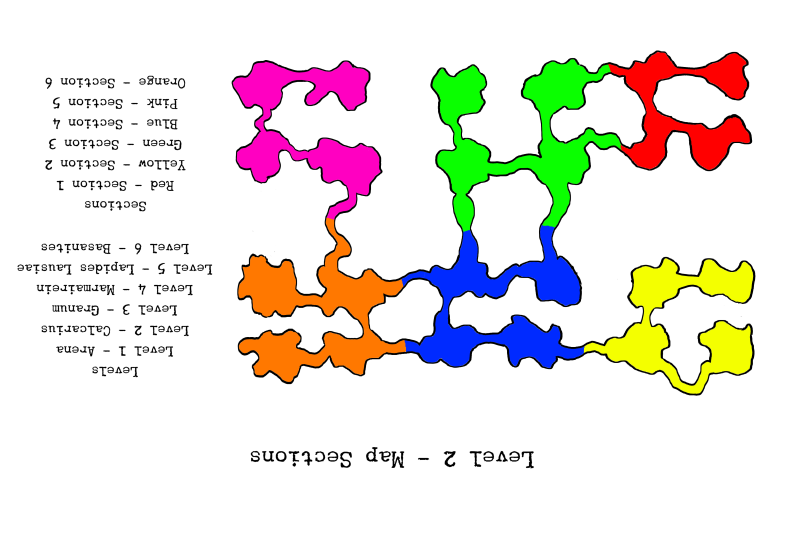 Level 2 - Map Sections
Levels
Level 1 - Arena
Level 2 - Calcarius
Level 3 - Granum
Level 4 - Marmairein
Level 5 - Lapides Lausiae
Level 6 - Basanites
Sections
Red - Section 1
Yellow - Section 2
Green - Section 3
Blue - Section 4
Pink - Section 5
Orange - Section 6